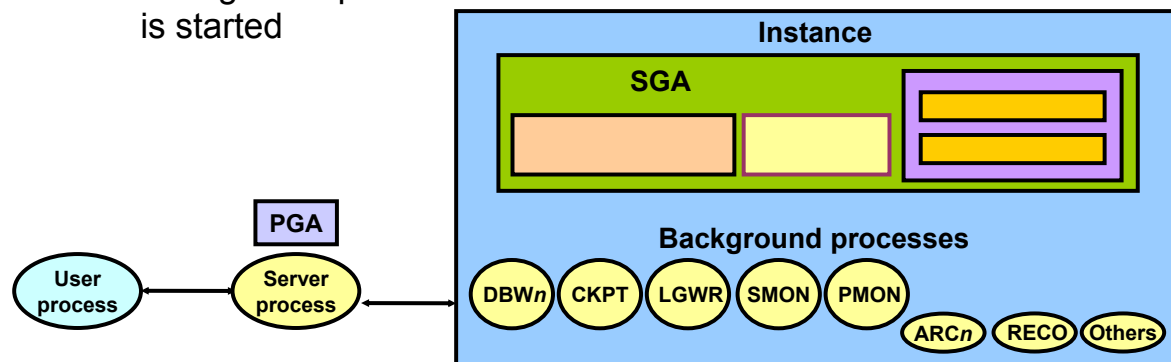 is started
Instance
SGA
PGA
Background processes
User
process
Server
process
DBWn
CKPT
LGWR
SMON
PMON
ARCn
RECO
Others